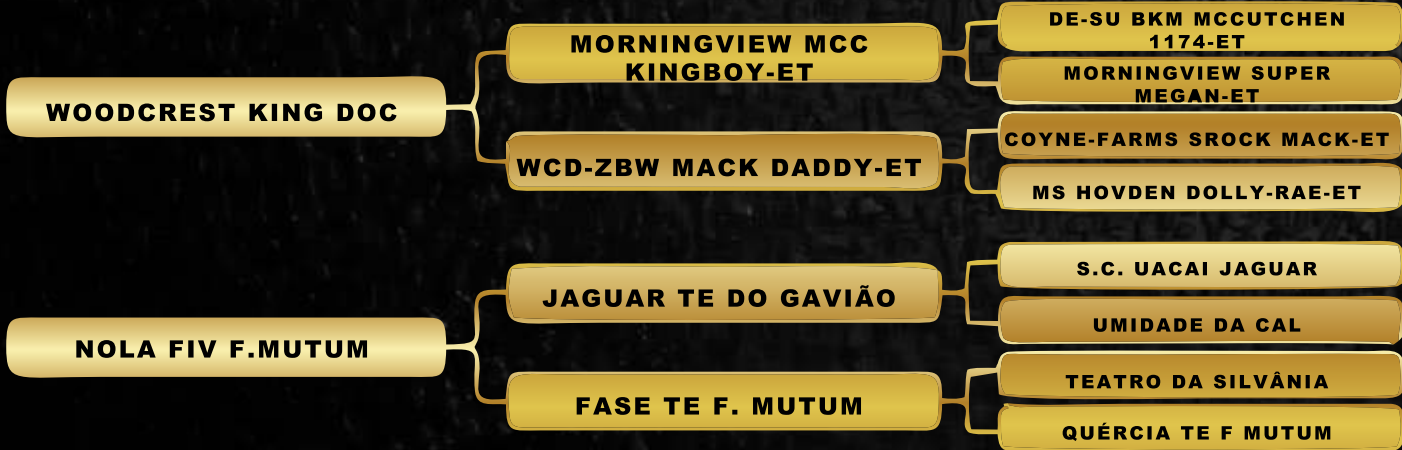 WOODCREST KING DOC
MORNINGVIEW MCC
KINGBOY-ET
DE-SU BKM MCCUTCHEN
1174-ET
MORNINGVIEW SUPER
MEGAN-ET
WCD-ZBW MACK DADDY-ET
COYNE-FARMS SROCK MACK-ET
MS HOVDEN DOLLY-RAE-ET
NOLA FIV F.MUTUM
JAGUAR TE DO GAVIÃO
S.C. UACAI JAGUAR
UMIDADE DA CAL
FASE TE F. MUTUM
TEATRO DA SILVÂNIA
QUÉRCIA TE F MUTUM